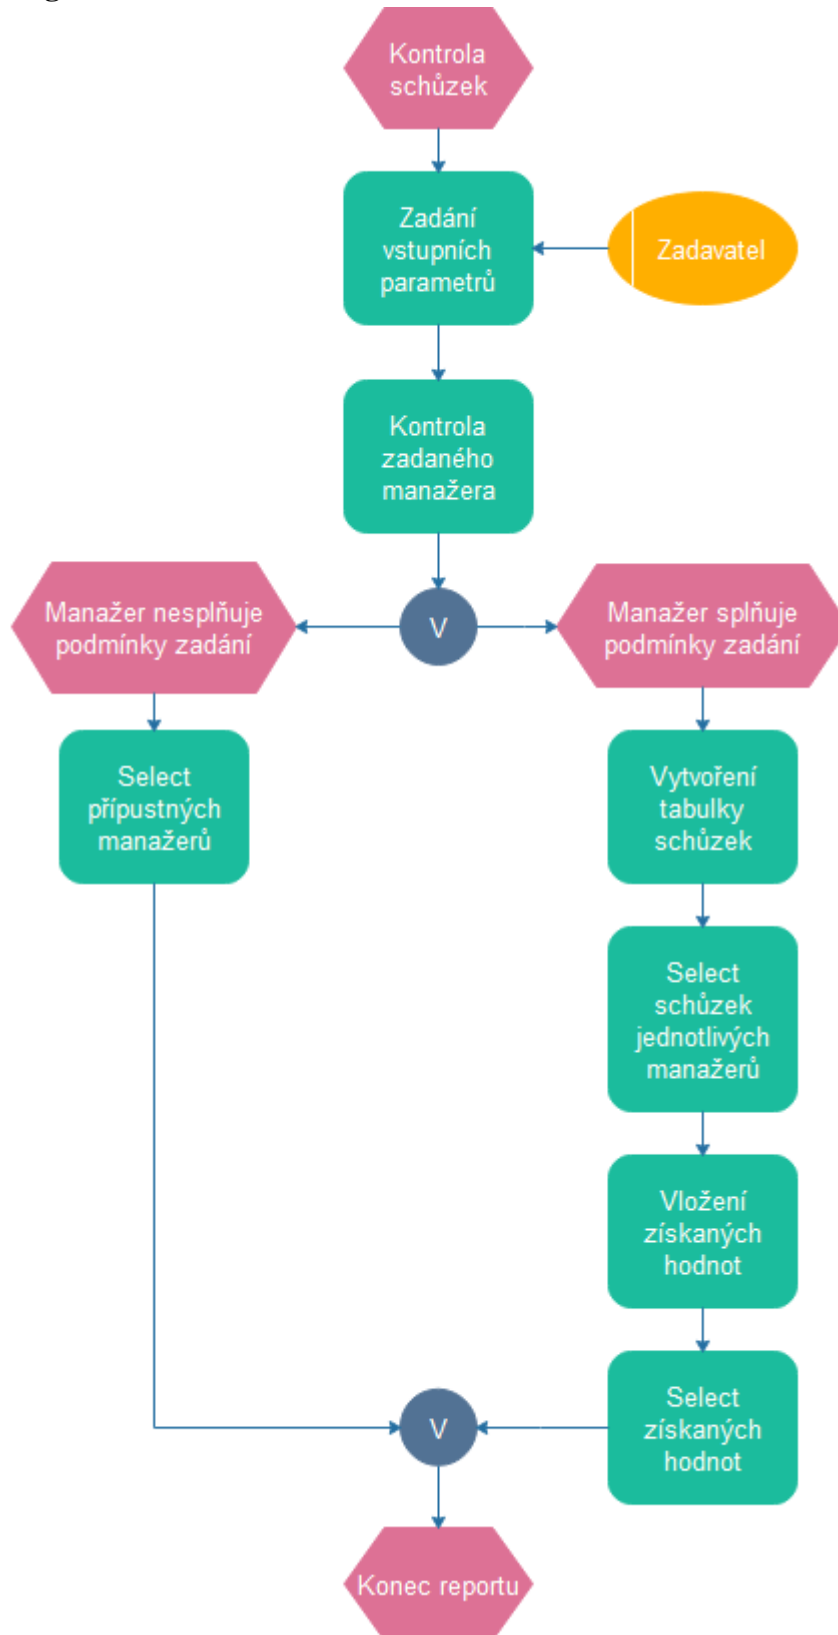 Kontrola
schůzek
Zadání
vstupních
parametrů
Zadavatel
Kontrola
zadaného
manažera
Manažer nesplňuje
podmínky zadání
V
Manažer splňuje
podmínky zadání
Select
přípustných
manažerů
Vytvoření
tabulky
schůzek
Select
schůzek
jednotlivých
manažerů
Vložení
získaných
hodnot
V
Select
získaných
hodnot
Konec reportu